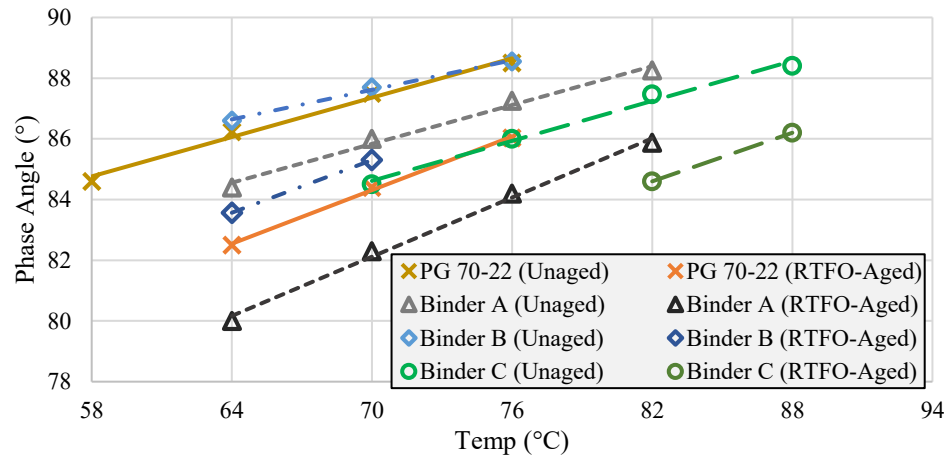 90
88
86
84
82
80
78
Phase Angle (°)
PG 70-22 (Unaged) PG 70-22 (RTFO-Aged)
Binder A (Unaged) Binder A (RTFO-Aged)
Binder B (Unaged) Binder B (RTFO-Aged)
Binder C (Unaged) Binder C (RTFO-Aged)
58 64 70 76 82 88 94
Temp (°C)